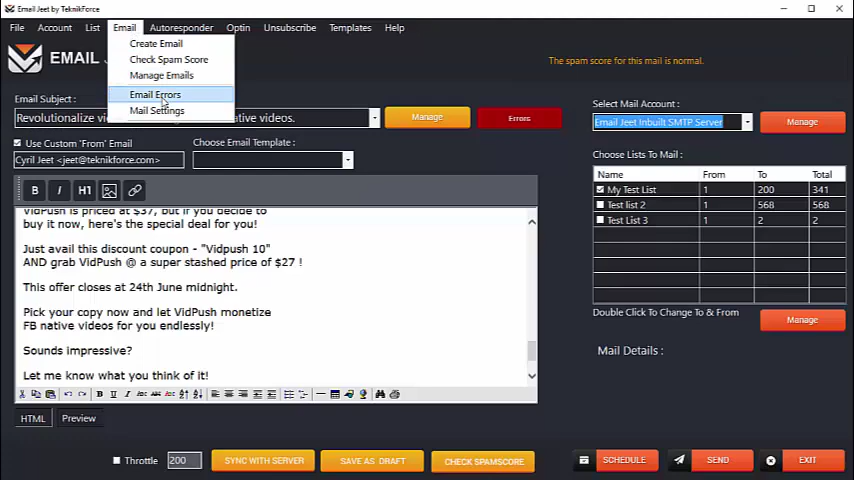 Email Jeet by TeknikForce
File Account List Email Autoresponder Optin Unsubscribe Templates Help
Create Email
Check Spam Score
Manage Emails
Email Errors
Mail Settings
EMAIL
The spam score for this mail is normal.
Email Subject :
Revolutionalize vi
native videos.
Manage
Errors
Select Mail Account :
Email Jeet Inbuilt SMTP Server
Manage
Use Custom 'From' Email
Choose Email Template :
Cyril Jeet <jeet@teknikforce.com>
Choose Lists To Mail :
Name From To Total
My Test List 1 200 341
Test list 2 1 568 568
Test List 3 1 2 2
B I H1
VidPush is priced at $37, but if you decide to
buy it now, here's the special deal for you!
Just avail this discount coupon - "Vidpush 10"
AND grab VidPush @ a super stashed price of $27 !
This offer closes at 24th June midnight.
Pick your copy now and let VidPush monetize
FB native videos for you endlessly!
Sounds impressive?
Let me know what you think of it!
Double Click To Change To & From
Manage
Mail Details :
HTML Preview
Throttle 200
SYNC WITH SERVER
SAVE AS DRAFT
CHECK SPAMSCORE
SCHEDULE
SEND
EXIT